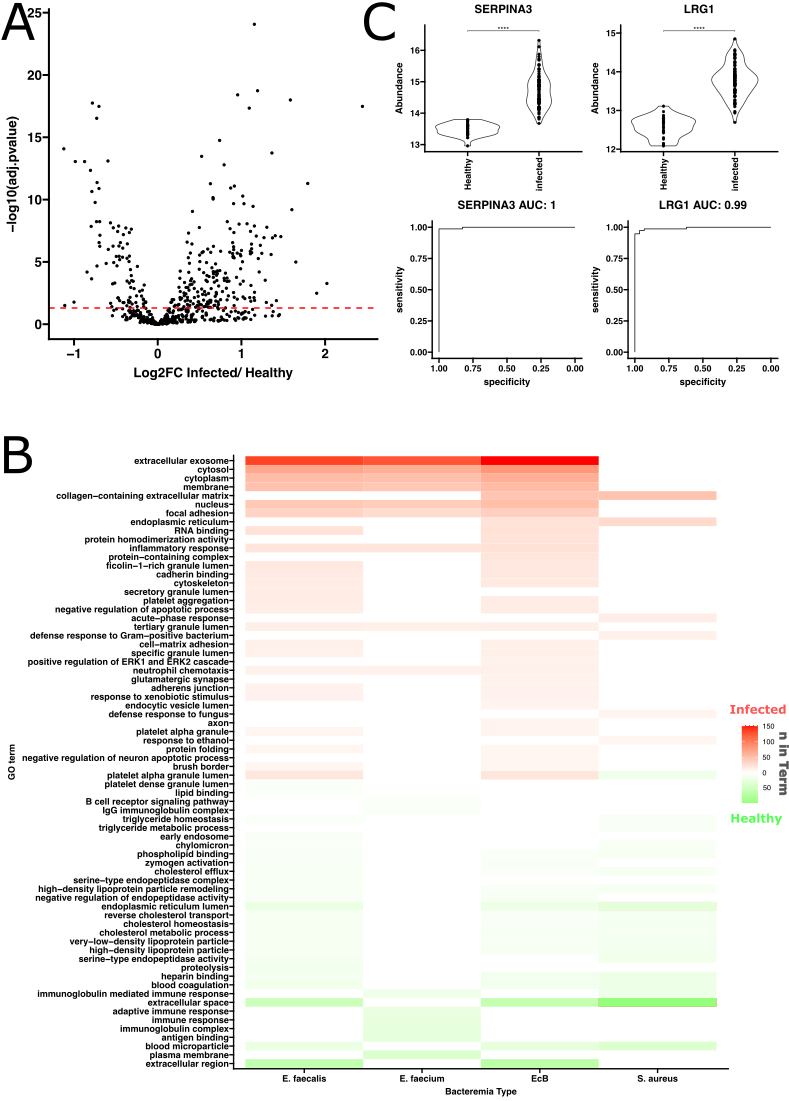 A
25
20
15
10
5
0
−log10(adj.pvalue)
−1
0
1
2
Log2FC Infected/ Healthy
C
SERPINA3
****
16
15
14
13
Abundance
Healthy
infected
LRG1
****
15
14
13
12
Abundance
Healthy
infected
SERPINA3 AUC: 1
1.00
0.75
0.50
0.25
0.00
sensitivity
1.00
0.75
0.50
0.25
0.00
specificity
LRG1 AUC: 0.99
1.00
0.75
0.50
0.25
0.00
sensitivity
1.00
0.75
0.50
0.25
0.00
specificity
B
GO term
extracellular exosome
cytosol
cytoplasm
membrane
collagen−containing extracellular matrix
nucleus
focal adhesion
endoplasmic reticulum
RNA binding
protein homodimerization activity
inflammatory response
protein−containing complex
ficolin−1−rich granule lumen
cadherin binding
cytoskeleton
secretory granule lumen
platelet aggregation
negative regulation of apoptotic process
acute−phase response
tertiary granule lumen
defense response to Gram−positive bacterium
cell−matrix adhesion
specific granule lumen
positive regulation of ERK1 and ERK2 cascade
neutrophil chemotaxis
glutamatergic synapse
adherens junction
response to xenobiotic stimulus
endocytic vesicle lumen
defense response to fungus
axon
platelet alpha granule
response to ethanol
protein folding
negative regulation of neuron apoptotic process
brush border
platelet alpha granule lumen
platelet dense granule lumen
lipid binding
B cell receptor signaling pathway
IgG immunoglobulin complex
triglyceride homeostasis
triglyceride metabolic process
early endosome
chylomicron
phospholipid binding
zymogen activation
cholesterol efflux
serine−type endopeptidase complex
high−density lipoprotein particle remodeling
negative regulation of endopeptidase activity
endoplasmic reticulum lumen
reverse cholesterol transport
cholesterol homeostasis
cholesterol metabolic process
very−low−density lipoprotein particle
high−density lipoprotein particle
serine−type endopeptidase activity
proteolysis
heparin binding
blood coagulation
immunoglobulin mediated immune response
extracellular space
adaptive immune response
immune response
immunoglobulin complex
antigen binding
blood microparticle
plasma membrane
extracellular region
E. faecalis
E. faecium
EcB
S. aureus
Bacteremia Type
Infected
150
100
50
0
50
n in Term
Healthy